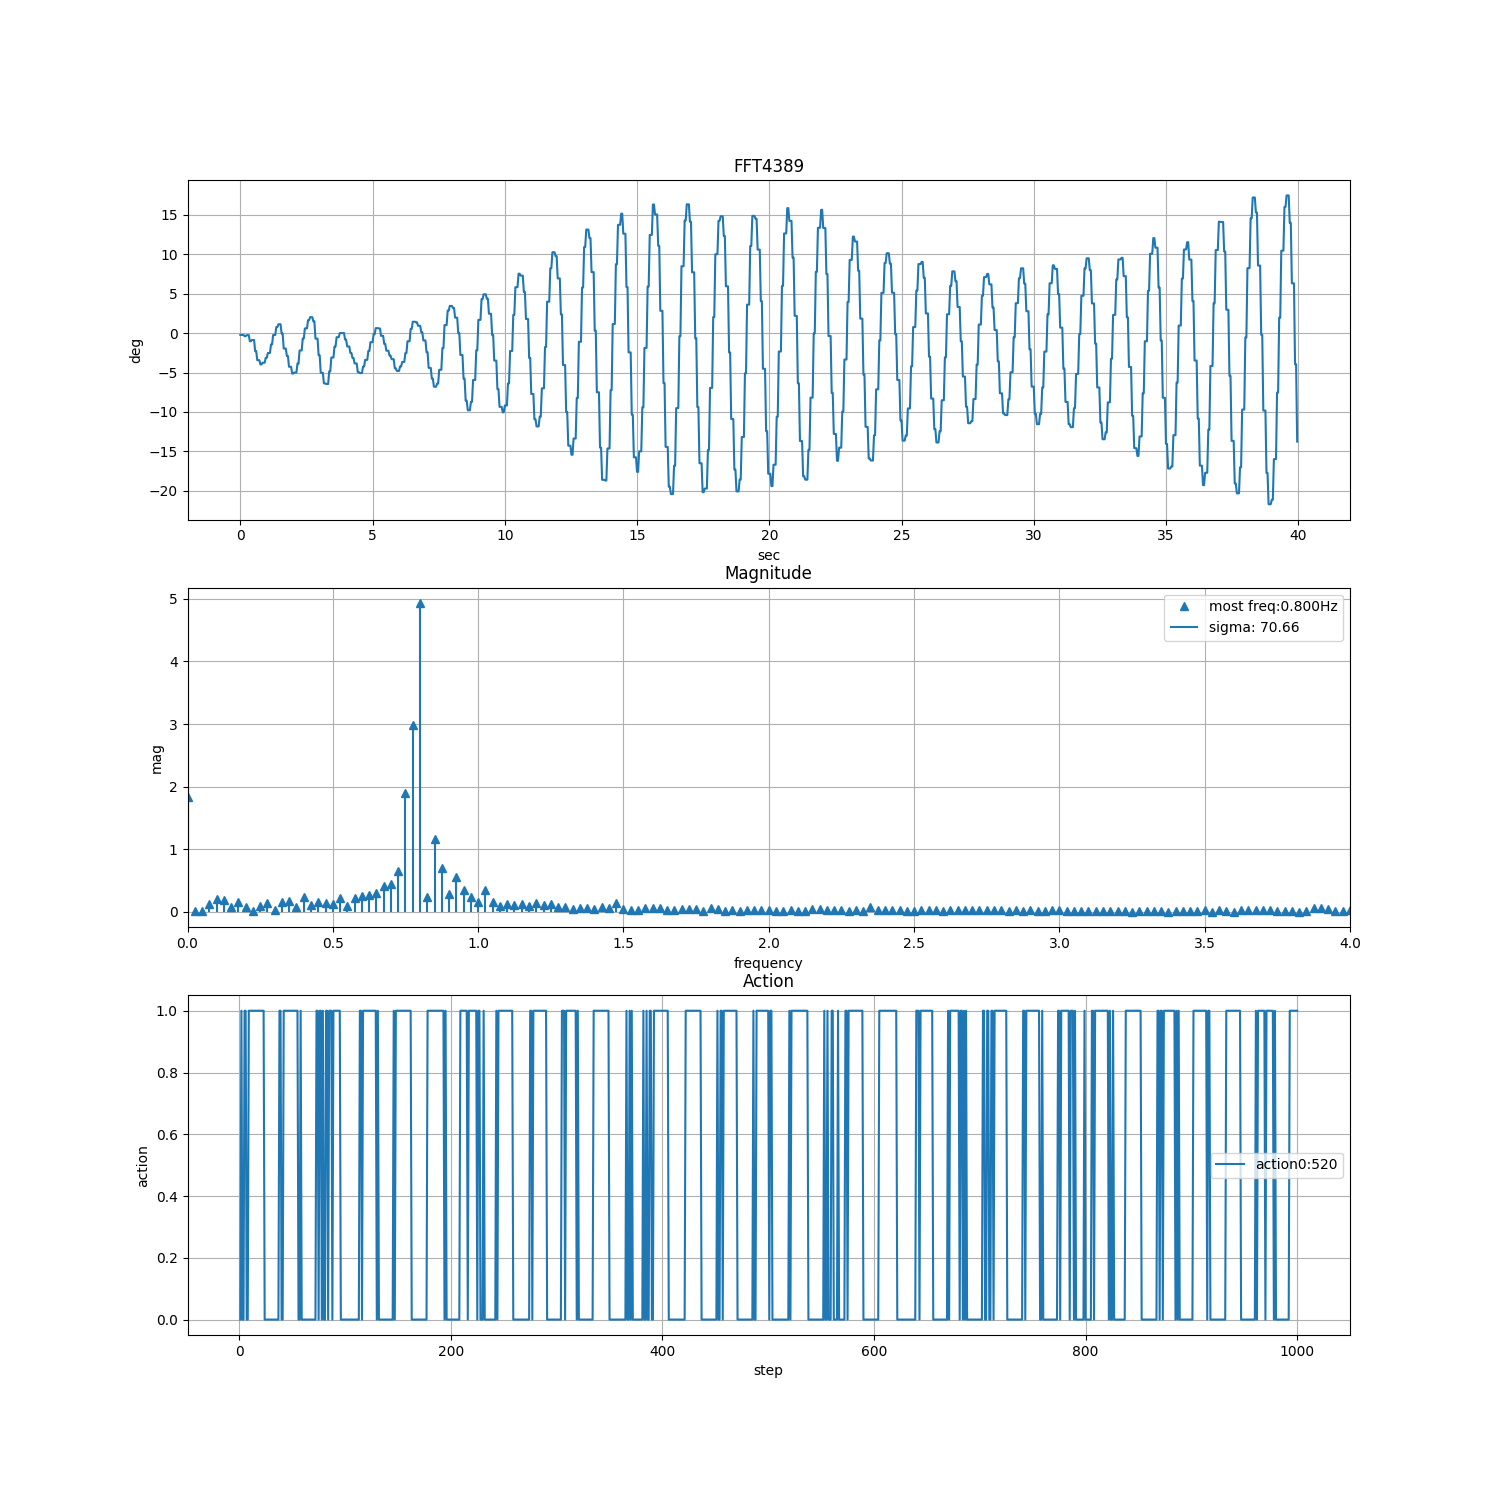 FFT4389
15
10
5
0
−5
−10
−15
−20
deg
0 5 10 15 20 25 30 35 40
sec
Magnitude
5
4
3
2
1
0
mag
most freq:0.800Hz
sigma: 70.66
0.0 0.5 1.0 1.5 2.0 2.5 3.0 3.5 4.0
frequency
Action
1.0
0.8
0.6
0.4
0.2
0.0
action
action0:520
0 200 400 600 800 1000
step